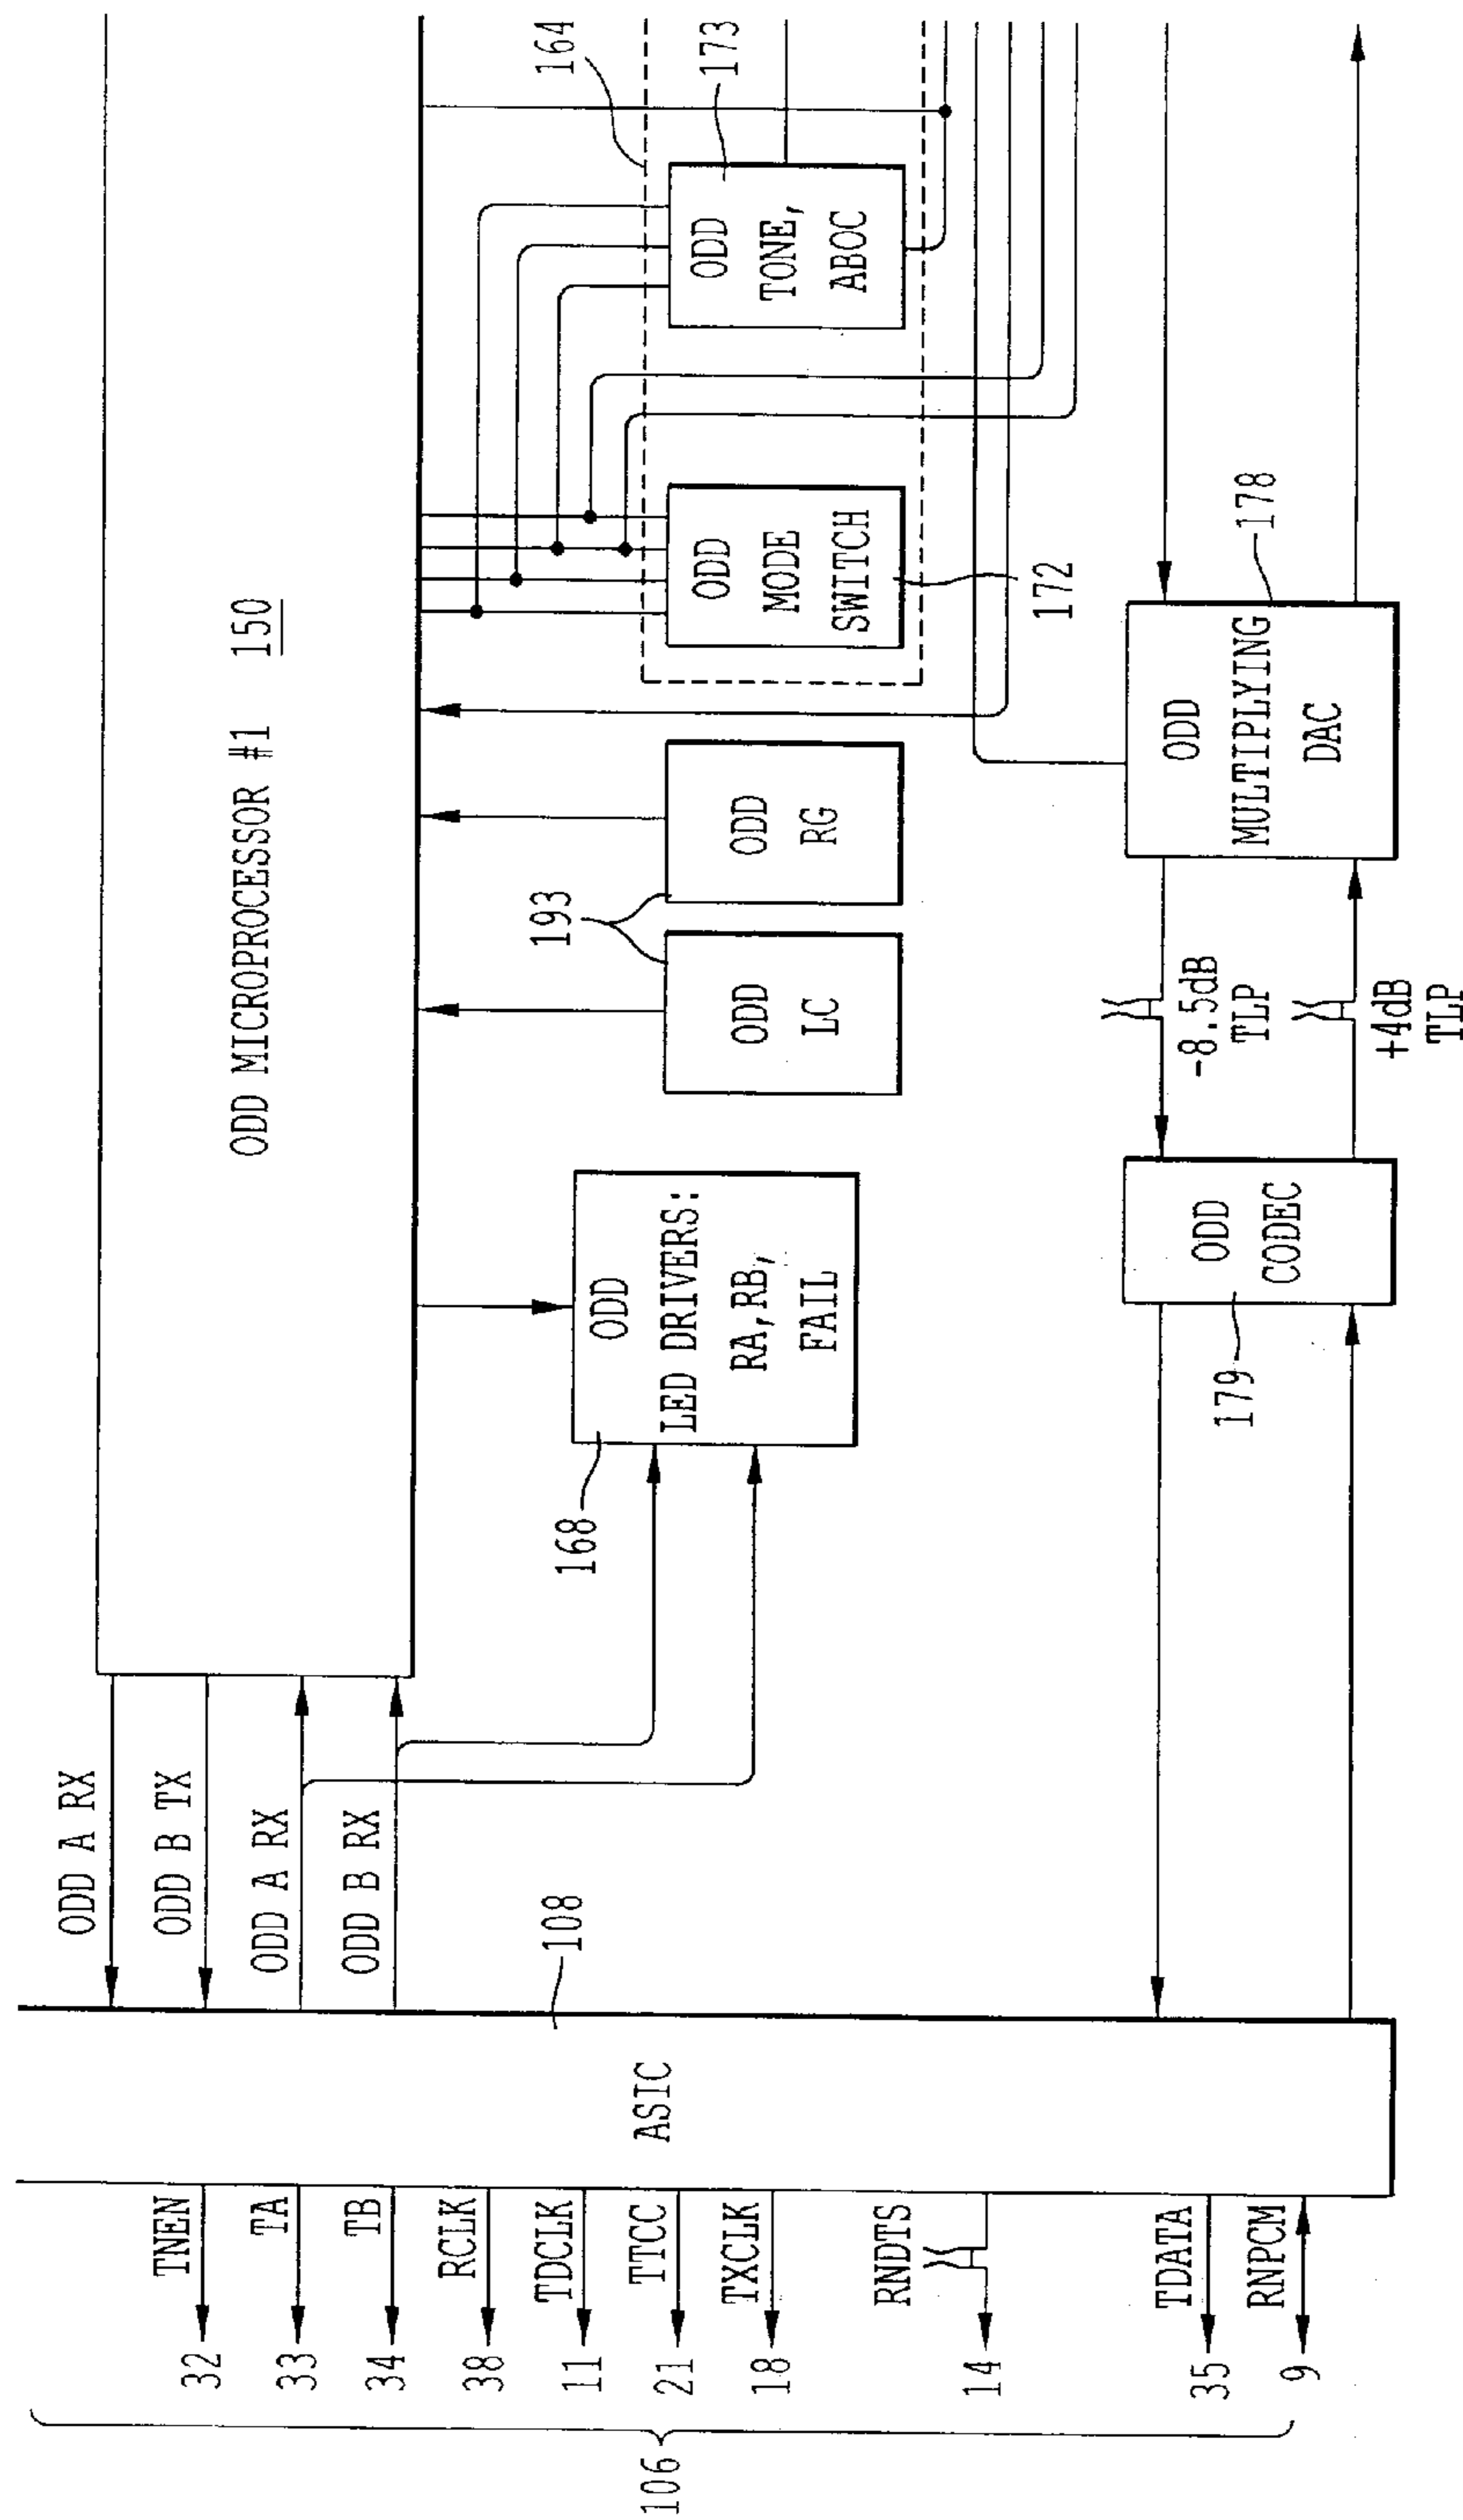 ODD MICROPROCESSOR #1 150
ODD A RX
ODD B TX
ODD A RX
ODD B RX
TNEN
32
TA
33
TB
34
RCLK
38
TDCLK
11
TTCC
21
TXCLK
18
RNDTS
14
TDATA
35
RNPCM
9
106
ASIC
108
168
ODD
LED DRIVERS:
RA,RB,
FAIL
193
ODD
LC
ODD
RG
164
ODD
MODE
SWITCH
172
ODD
TONE,
ABOC
173
ODD
CODEC
179
-8.5dB
TLP
+4dB
TLP
ODD
MULTIPLYING
DAC
178